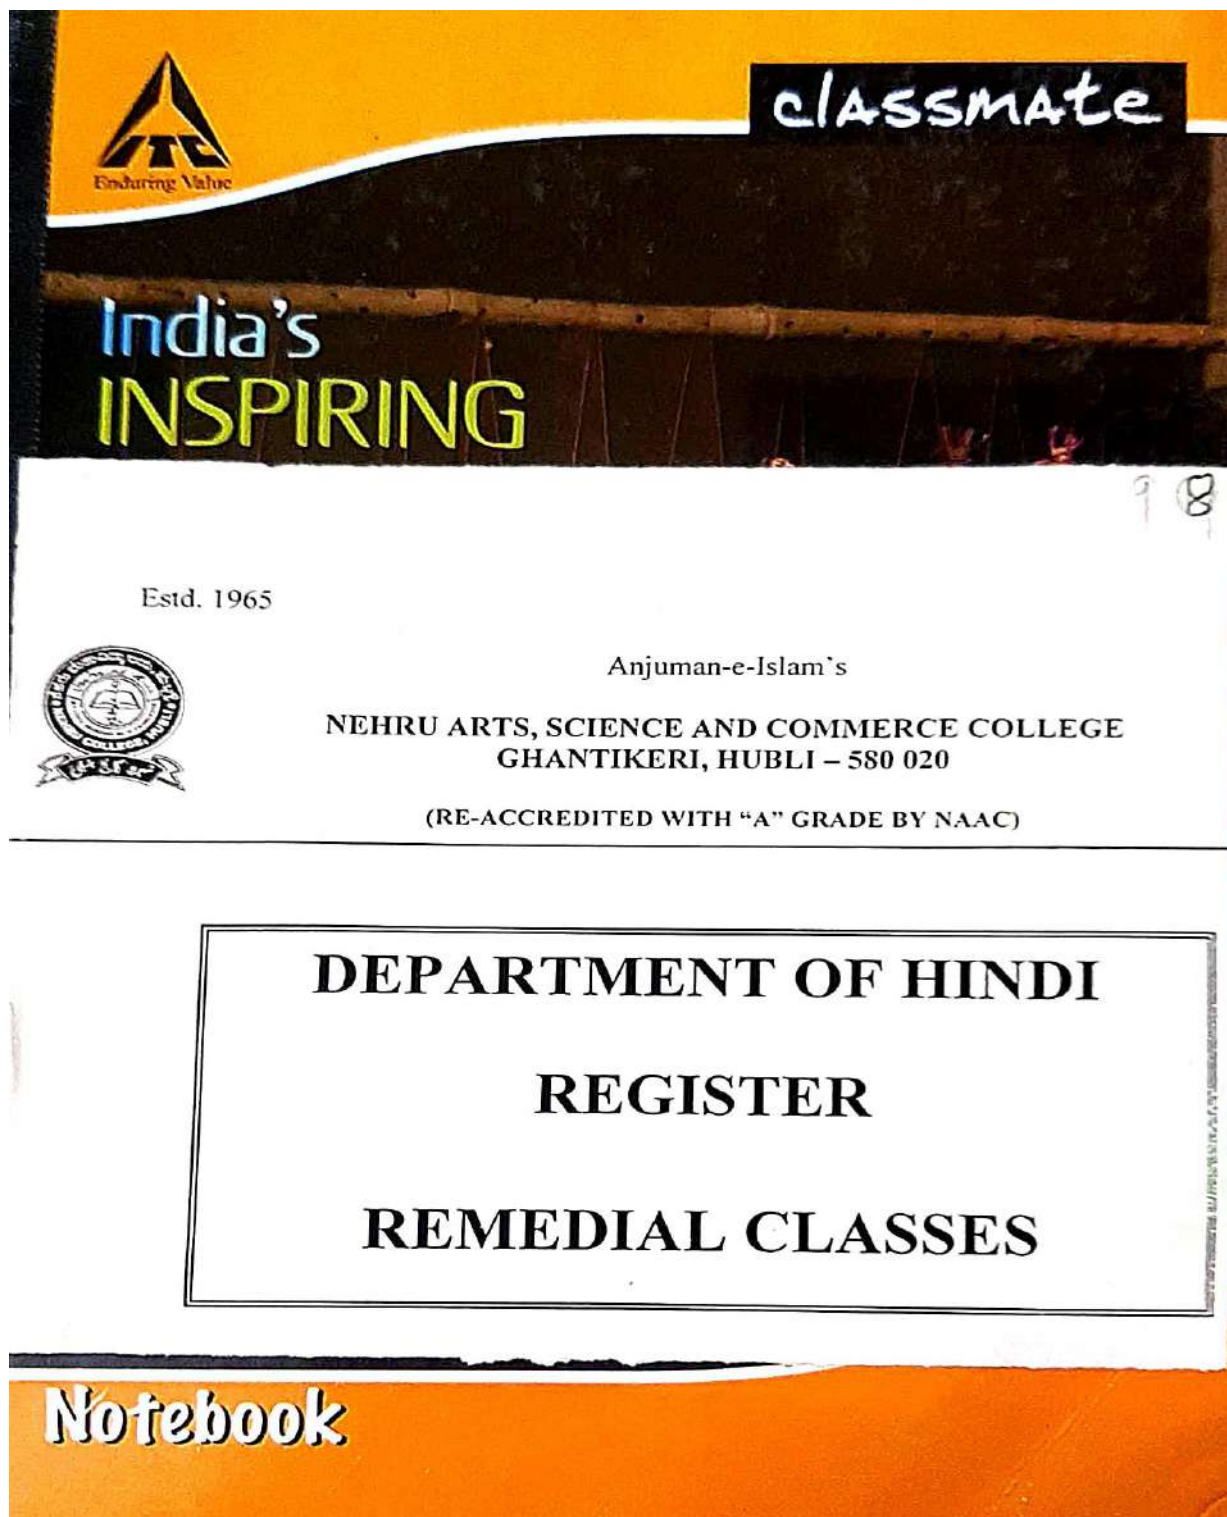 classmate
ITC
Enduring Value
India's
INSPIRING
8
Estd. 1965
Anjuman-e-Islam's
NEHRU ARTS, SCIENCE AND COMMERCE COLLEGE
GHANTIKERI, HUBLI – 580 020
(RE-ACCREDITED WITH “A” GRADE BY NAAC)
DEPARTMENT OF HINDI
REGISTER
REMEDIAL CLASSES
Notebook